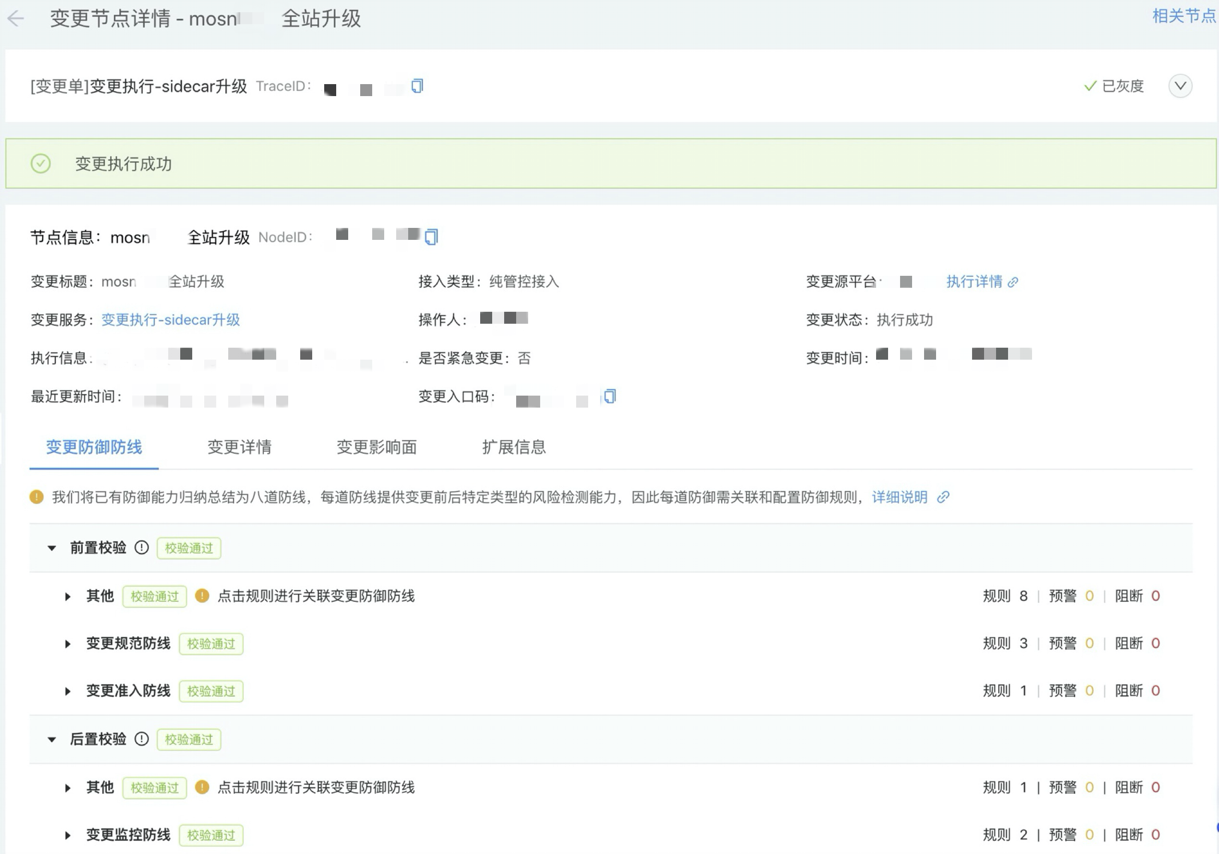 变更节点详情 - mosn 全站升级 相关节点
[变更单]变更执行-sidecar升级 TraceID: 已灰度
变更执行成功
节点信息：mosn 全站升级 NodeID:
变更标题：mosn 全站升级 接入类型：纯管控接入 变更源平台 执行详情
变更服务：变更执行-sidecar升级 操作人： 变更状态：执行成功
执行信息 是否紧急变更：否 变更时间：
最近更新时间： 变更入口码：
变更防御防线 变更详情 变更影响面 扩展信息
我们将已有防御能力归纳总结为八道防线，每道防线提供变更前后特定类型的风险检测能力，因此每道防御需关联和配置防御规则，详细说明
前置校验 校验通过
其他 校验通过 点击规则进行关联变更防御防线 规则 8 | 预警 0 | 阻断 0
变更规范防线 校验通过 规则 3 | 预警 0 | 阻断 0
变更准入防线 校验通过 规则 1 | 预警 0 | 阻断 0
后置校验 校验通过
其他 校验通过 点击规则进行关联变更防御防线 规则 1 | 预警 0 | 阻断 0
变更监控防线 校验通过 规则 2 | 预警 0 | 阻断 0